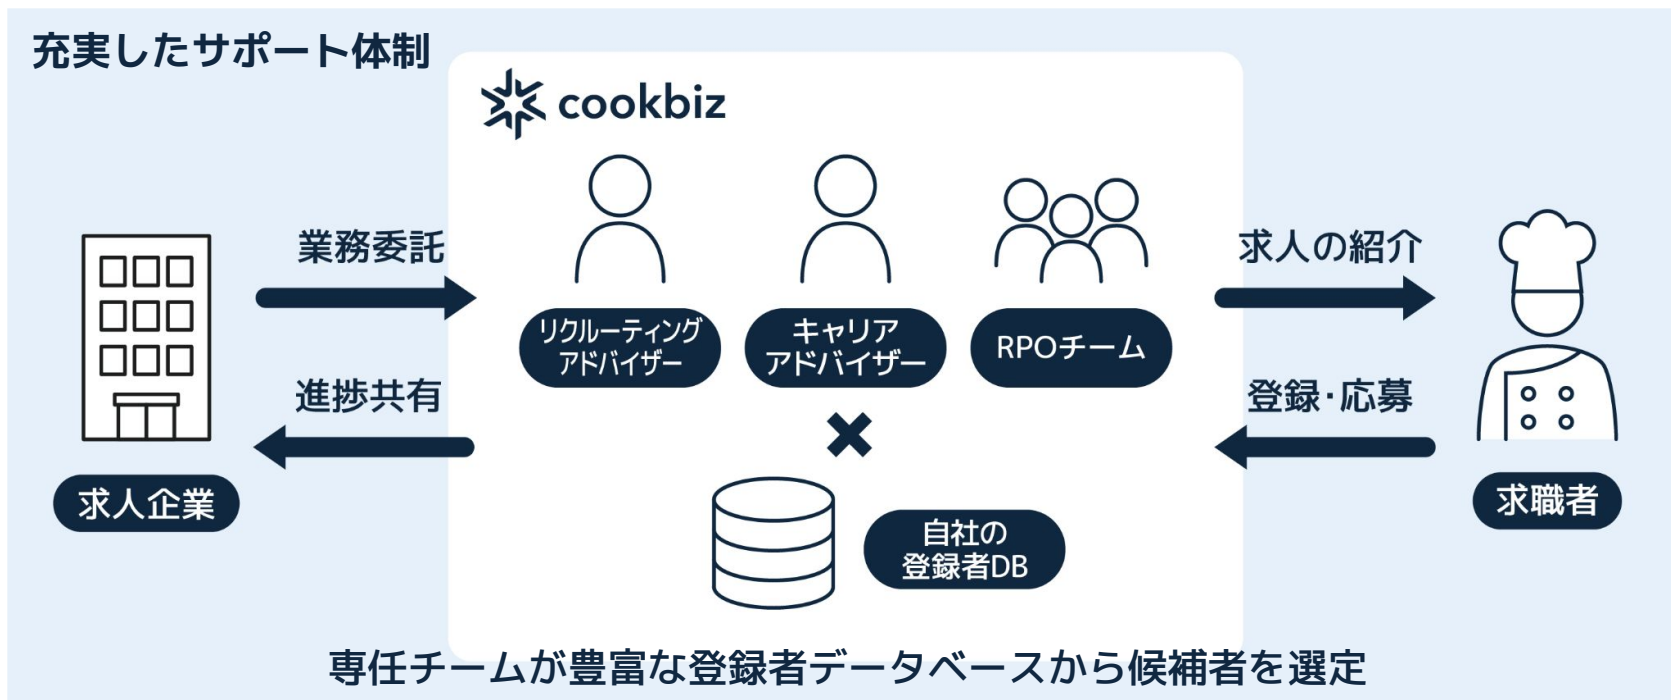 充実したサポート体制
cookbiz
業務委託
進捗共有
求人企業
リクルーティング
アドバイザー
キャリア
アドバイザー
RPOチーム
自社の
登録者DB
求人の紹介
登録・応募
求職者
専任チームが豊富な登録者データベースから候補者を選定